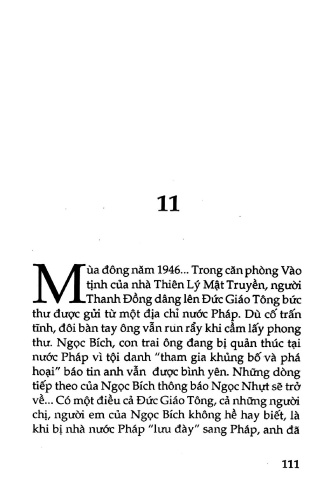 11
Mùa đông năm 1946... Trong căn phòng Vào
tịnh của nhà Thiên Lý Mật Truyền, người
Thanh Đồng dâng lên Đức Giáo Tông bức
thư được gửi từ một địa chỉ nước Pháp. Dù cố trấn
tĩnh, đôi bàn tay ông vẫn run rẩy khi cầm lấy phong
thư. Ngọc Bích, con trai ông đang bị quản thúc tại
nước Pháp vì tội danh "tham gia khủng bố và phá
hoại" báo tin anh vẫn được bình yên. Những dòng
tiếp theo của Ngọc Bích thông báo Ngọc Nhựt sẽ trở
về... Có một điều cả Đức Giáo Tông, cả những người
chị, người em của Ngọc Bích không hề hay biết, là
khi bị nhà nước Pháp "lưu đày" sang Pháp, anh đã
111